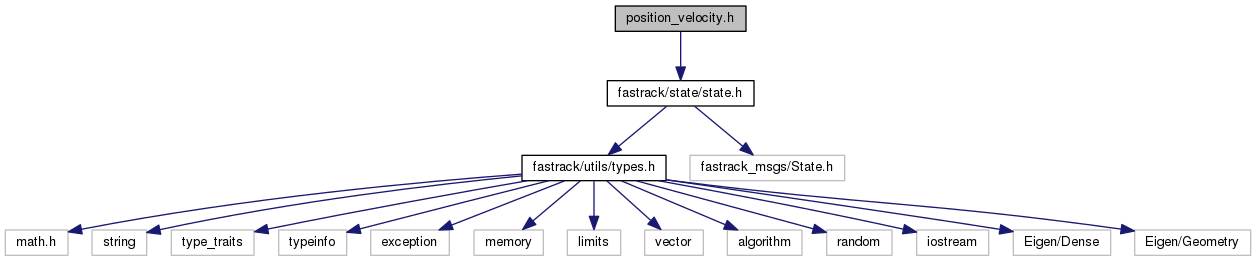 position_velocity.h
fastrack/state/state.h
fastrack/utils/types.h
fastrack_msgs/State.h
math.h
string
type_traits
typeinfo
exception
memory
limits
vector
algorithm
random
iostream
Eigen/Dense
Eigen/Geometry